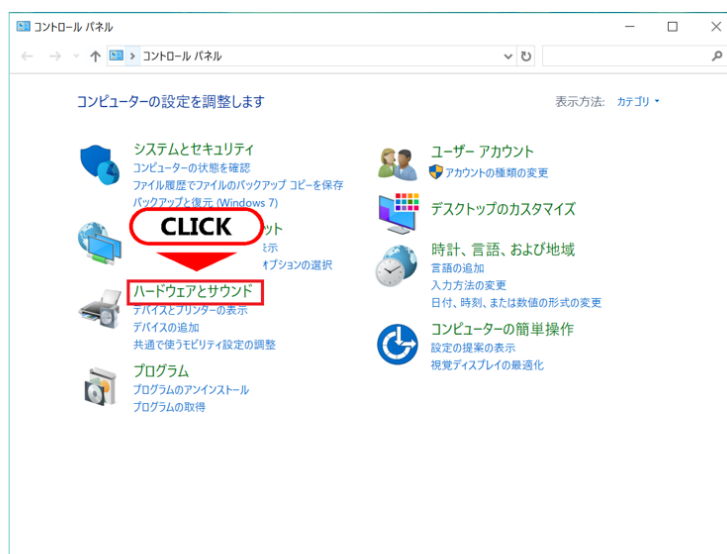 コントロール パネル
コントロール パネル
コンピューターの設定を調整します
表示方法: カテゴリ
システムとセキュリティ
コンピューターの状態を確認
ファイル履歴でファイルのバックアップ コピーを保存
バックアップと復元 (Windows 7)
CLICK
ット
示
オプションの選択
ハードウェアとサウンド
デバイスとプリンターの表示
デバイスの追加
共通で使うモビリティ設定の調整
プログラム
プログラムのアンインストール
プログラムの取得
ユーザー アカウント
アカウントの種類の変更
デスクトップのカスタマイズ
時計、言語、および地域
言語の追加
入力方法の変更
日付、時刻、または数値の形式の変更
コンピューターの簡単操作
設定の提案の表示
視覚ディスプレイの最適化